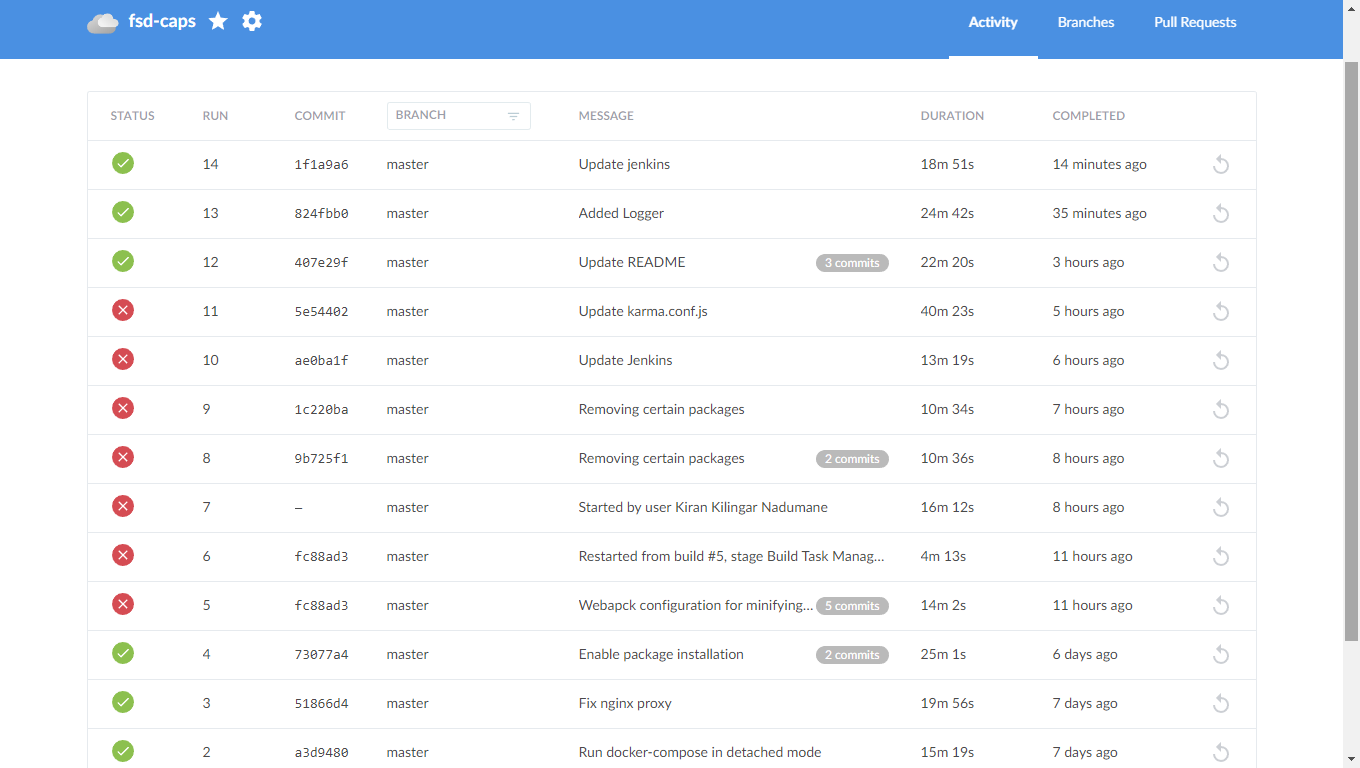 fsd-caps Activity Branches Pull Requests
STATUS RUN COMMIT BRANCH MESSAGE DURATION COMPLETED
14 1f1a9a6 master Update jenkins 18m 51s 14 minutes ago
13 824fbb0 master Added Logger 24m 42s 35 minutes ago
12 407e29f master Update README 3 commits 22m 20s 3 hours ago
11 5e54402 master Update karma.conf.js 40m 23s 5 hours ago
10 ae0ba1f master Update Jenkins 13m 19s 6 hours ago
9 1c220ba master Removing certain packages 10m 34s 7 hours ago
8 9b725f1 master Removing certain packages 2 commits 10m 36s 8 hours ago
7 – master Started by user Kiran Kilingar Nadumane 16m 12s 8 hours ago
6 fc88ad3 master Restarted from build #5, stage Build Task Manag... 4m 13s 11 hours ago
5 fc88ad3 master Webapck configuration for minifying... 5 commits 14m 2s 11 hours ago
4 73077a4 master Enable package installation 2 commits 25m 1s 6 days ago
3 51866d4 master Fix nginx proxy 19m 56s 7 days ago
2 a3d9480 master Run docker-compose in detached mode 15m 19s 7 days ago